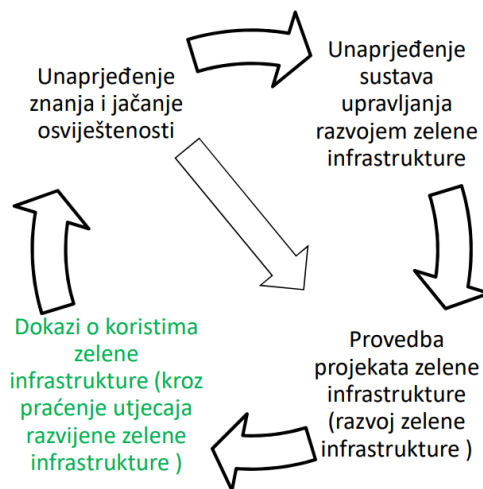 Unaprjeđenje
znanja i jačanje
osviještenosti
Unaprjeđenje
sustava
upravljanja
razvojem zelene
infrastrukture
Provedba
projekata zelene
infrastrukture
(razvoj zelene
infrastrukture )
Dokazi o koristima
zelene
infrastrukture (kroz
praćenje utjecaja
razvijene zelene
infrastrukture )